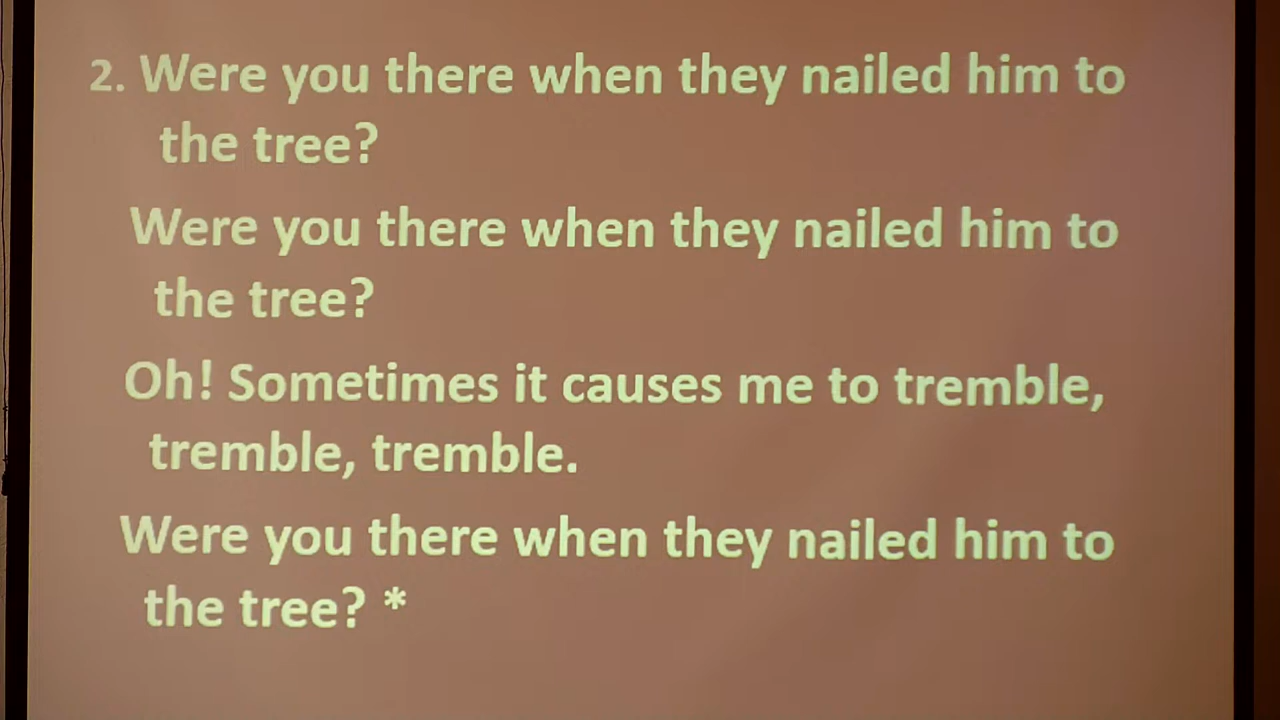 2. Were you there when they nailed him to
the tree?
Were you there when they nailed him to
the tree?
Oh! Sometimes it causes me to tremble,
tremble, tremble.
Were you there when they nailed him to
the tree? *